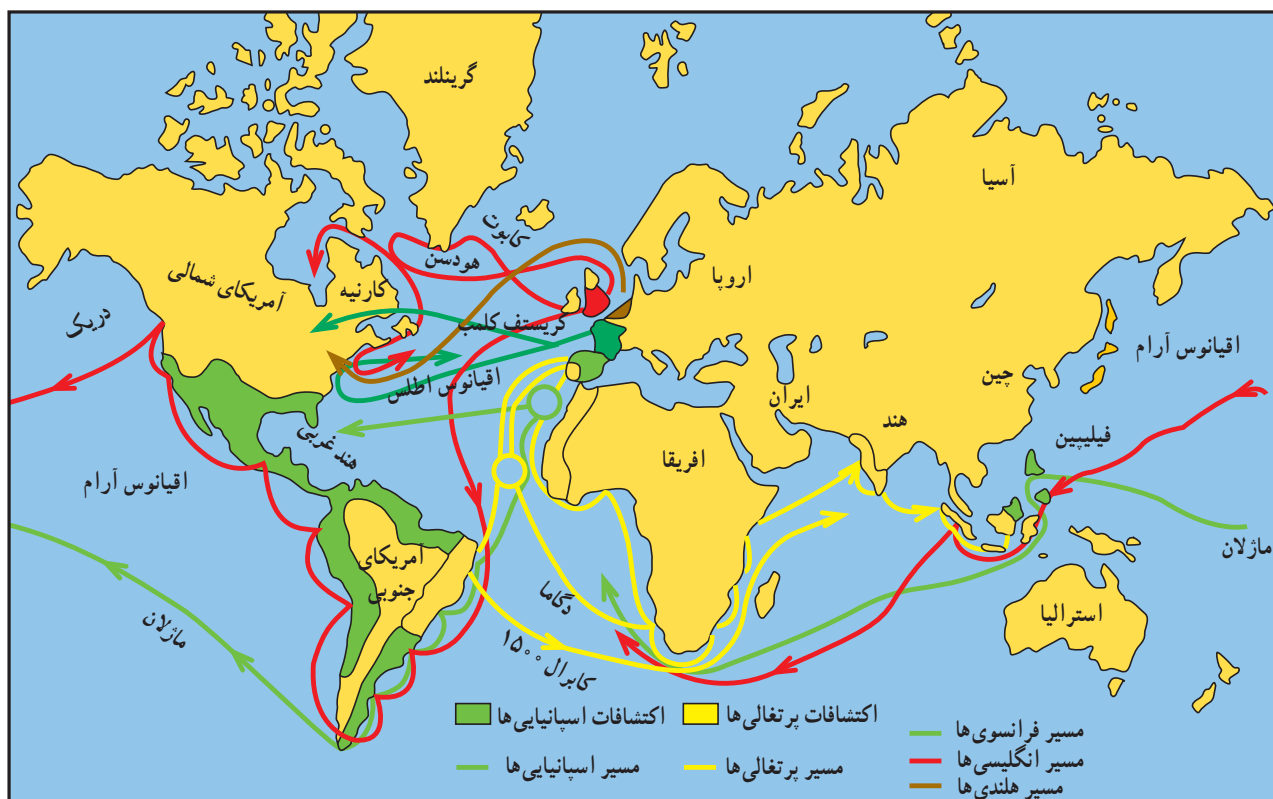 گرینلند
آسیا
کابوت
هودسن
اروپا
آمریکای شمالی
کارتیه
دریک
کریستف کلمب
اقیانوس اطلس
اقیانوس آرام
چین
ایران
هند
فیلیپین
هند غربی
افریقا
اقیانوس آرام
آمریکای
جنوبی
ماژلان
ماژلان
دگاما
استرالیا
کابرال ۱۵۰۰
اکتشافات پرتغالی‌ها
اکتشافات اسپانیایی‌ها
مسیر فرانسوی‌ها
مسیر انگلیسی‌ها
مسیر هلندی‌ها
مسیر پرتغالی‌ها
مسیر اسپانیایی‌ها